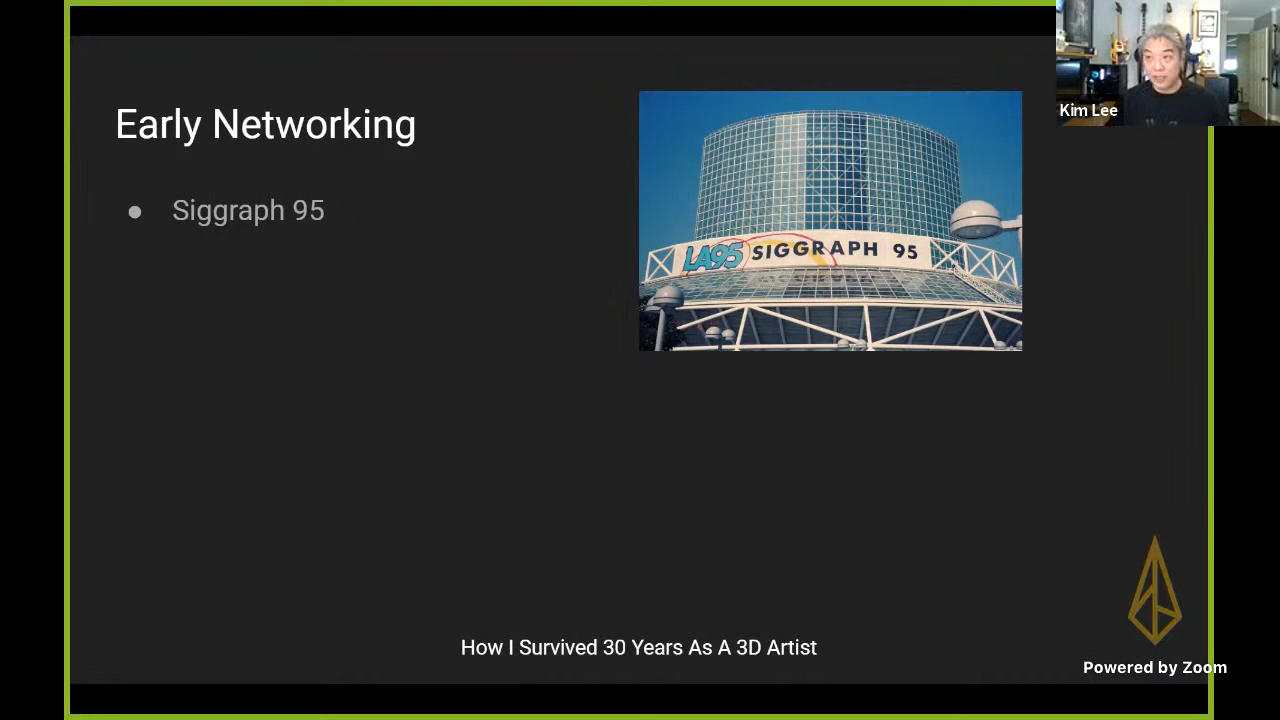 Kim Lee
Early Networking
● Siggraph 95
LA95 SIGGRAPH 95
How I Survived 30 Years As A 3D Artist
Powered by Zoom